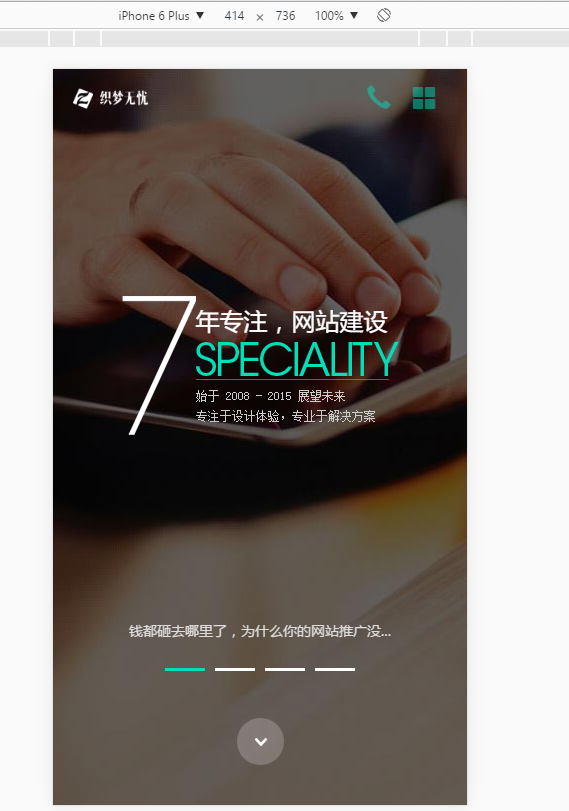 iPhone 6 Plus ▼ 414 × 736 100% ▼
织梦无忧
7
年专注，网站建设
SPECIALITY
始于 2008 - 2015 展望未来
专注于设计体验，专业于解决方案
钱都砸去哪里了，为什么你的网站推广没...